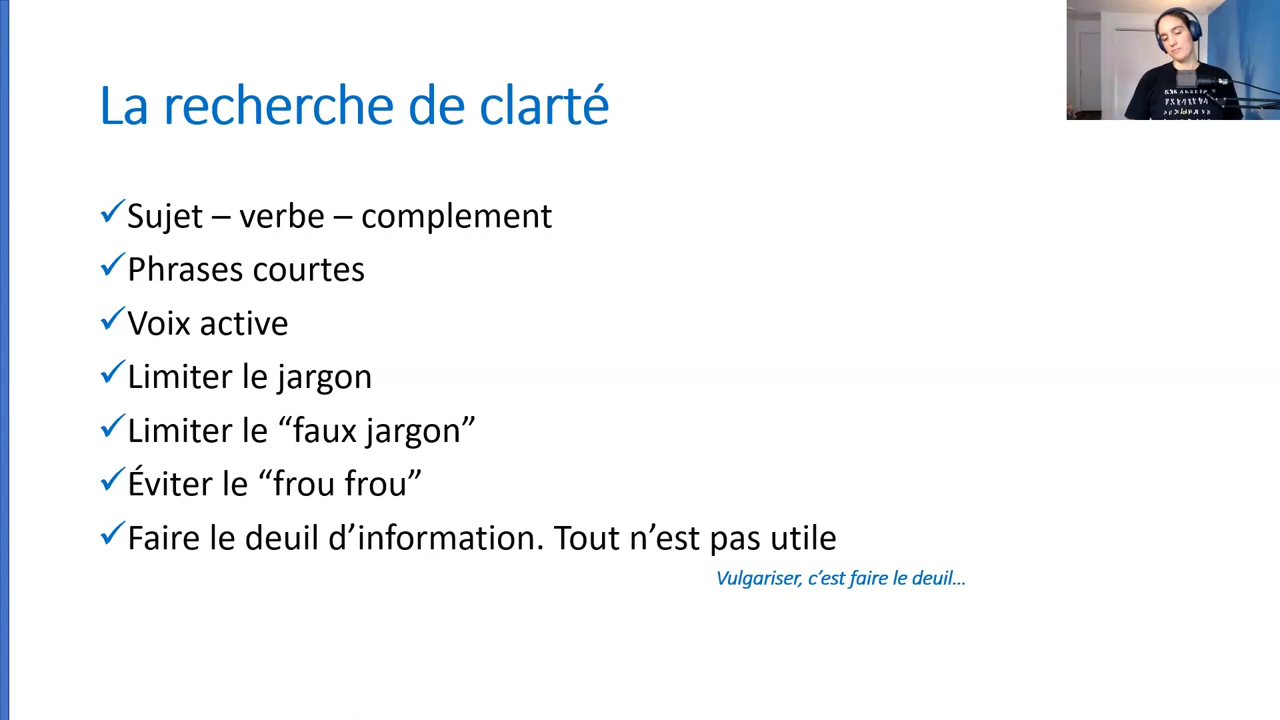 La recherche de clarté
Sujet – verbe – complement
Phrases courtes
Voix active
Limiter le jargon
Limiter le “faux jargon”
Éviter le “frou frou”
Faire le deuil d’information. Tout n’est pas utile
Vulgariser, c’est faire le deuil...